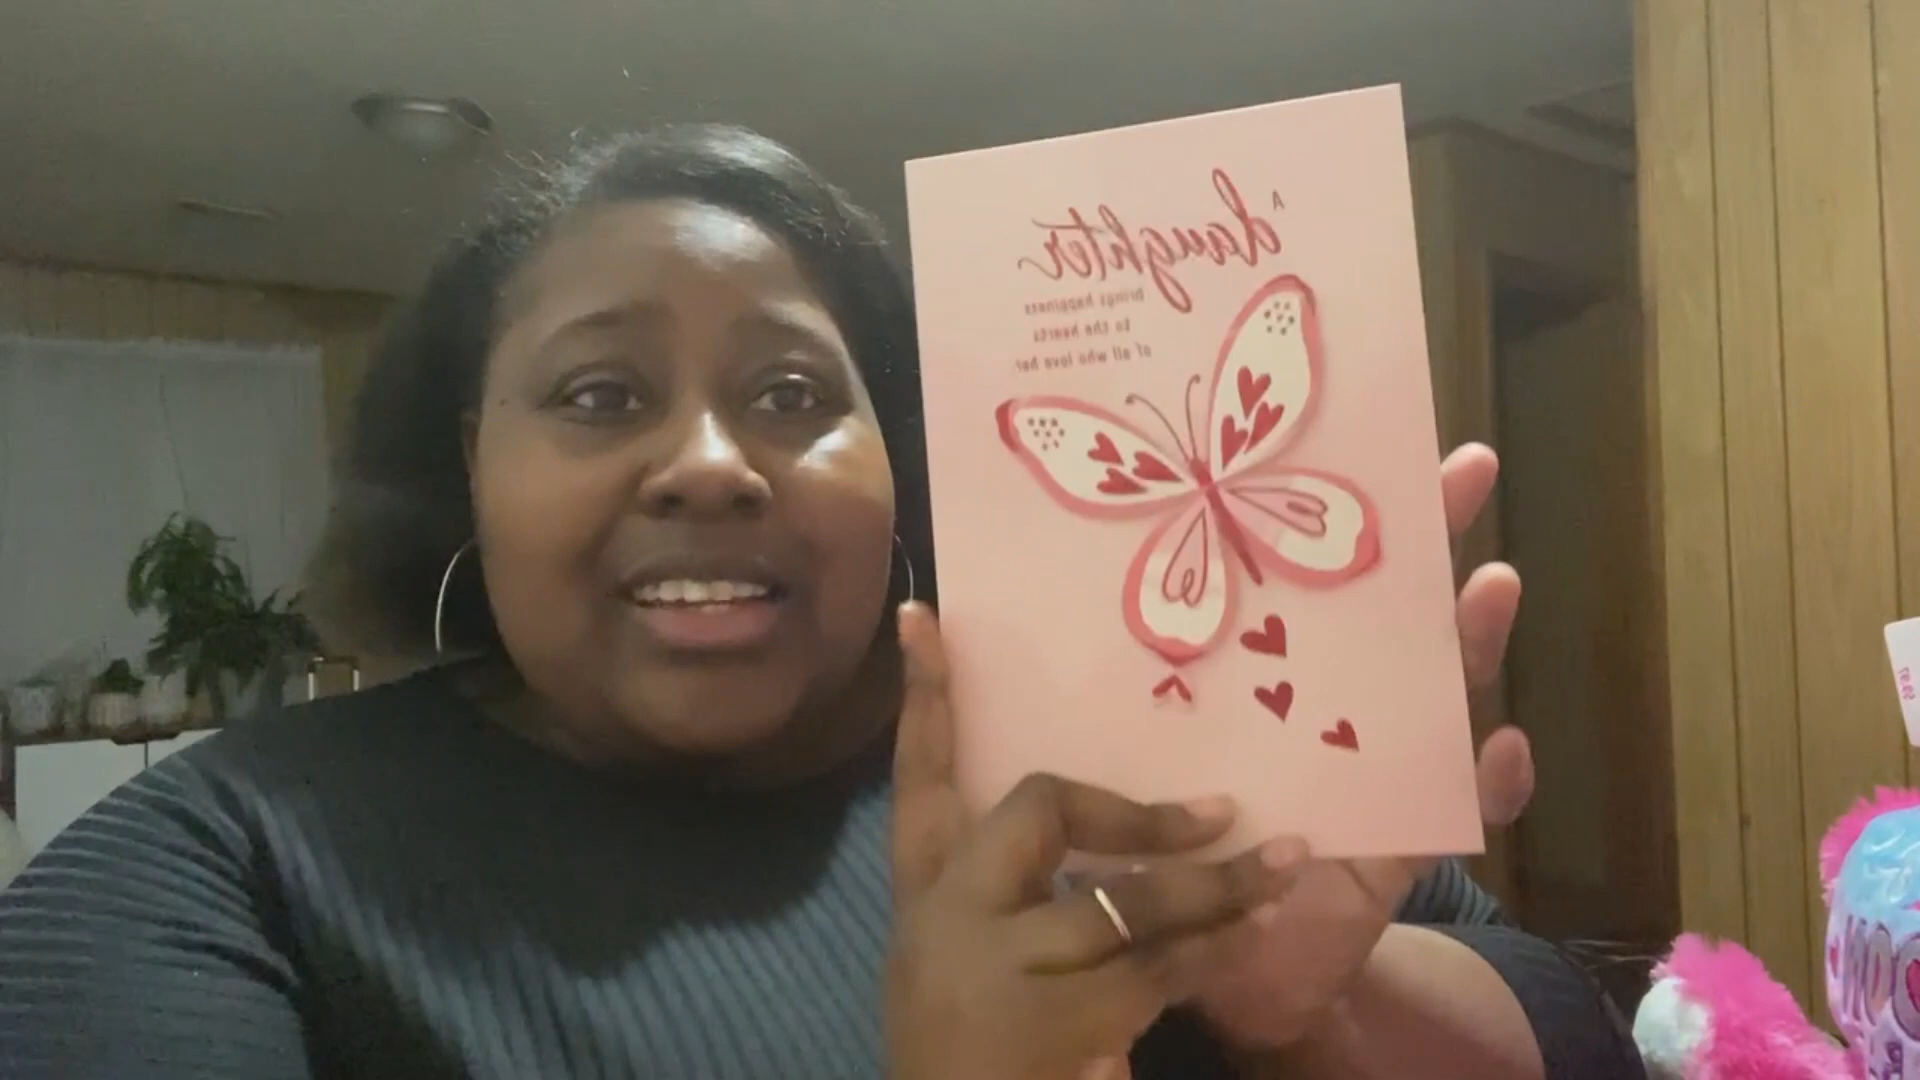 A
daughter
brings happiness
to the hearts
of all who love her